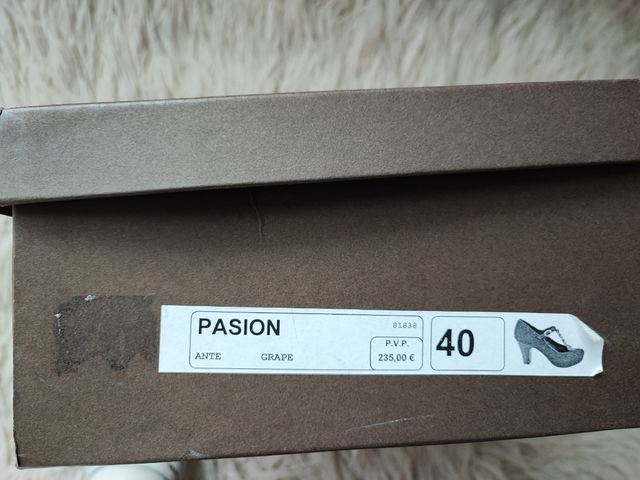 PASION 81838
ANTE GRAPE
P.V.P.
235,00 €
40